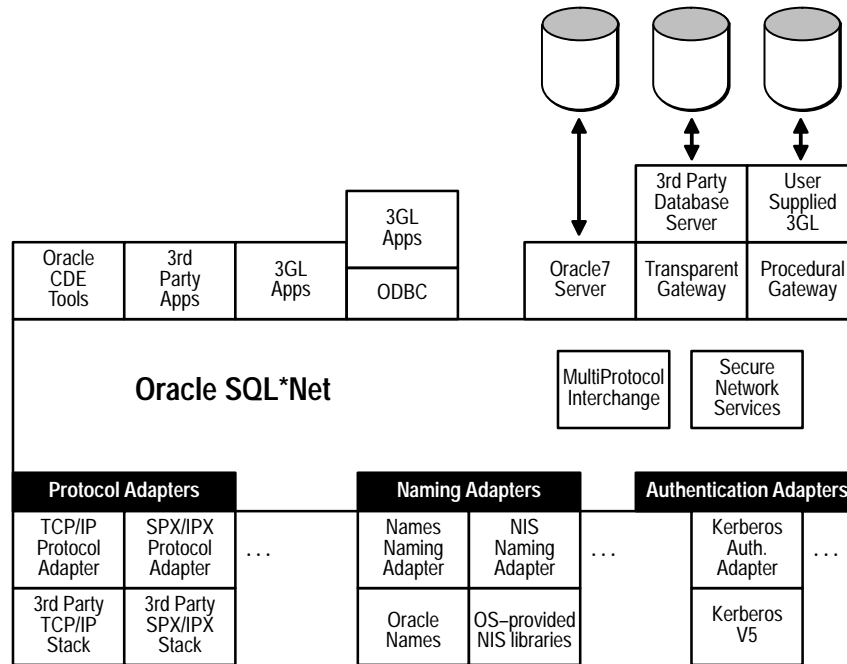 3rd Party
Database
Server
User
Supplied
3GL
3GL
Apps
Oracle
CDE
Tools
3rd
Party
Apps
3GL
Apps
ODBC
Oracle7
Server
Transparent
Gateway
Procedural
Gateway
Oracle SQL*Net
MultiProtocol
Interchange
Secure
Network
Services
Protocol Adapters
Naming Adapters
Authentication Adapters
TCP/IP
Protocol
Adapter
SPX/IPX
Protocol
Adapter
...
Names
Naming
Adapter
NIS
Naming
Adapter
...
Kerberos
Auth.
Adapter
...
3rd Party
TCP/IP
Stack
3rd Party
SPX/IPX
Stack
Oracle
Names
OS–provided
NIS libraries
Kerberos
V5